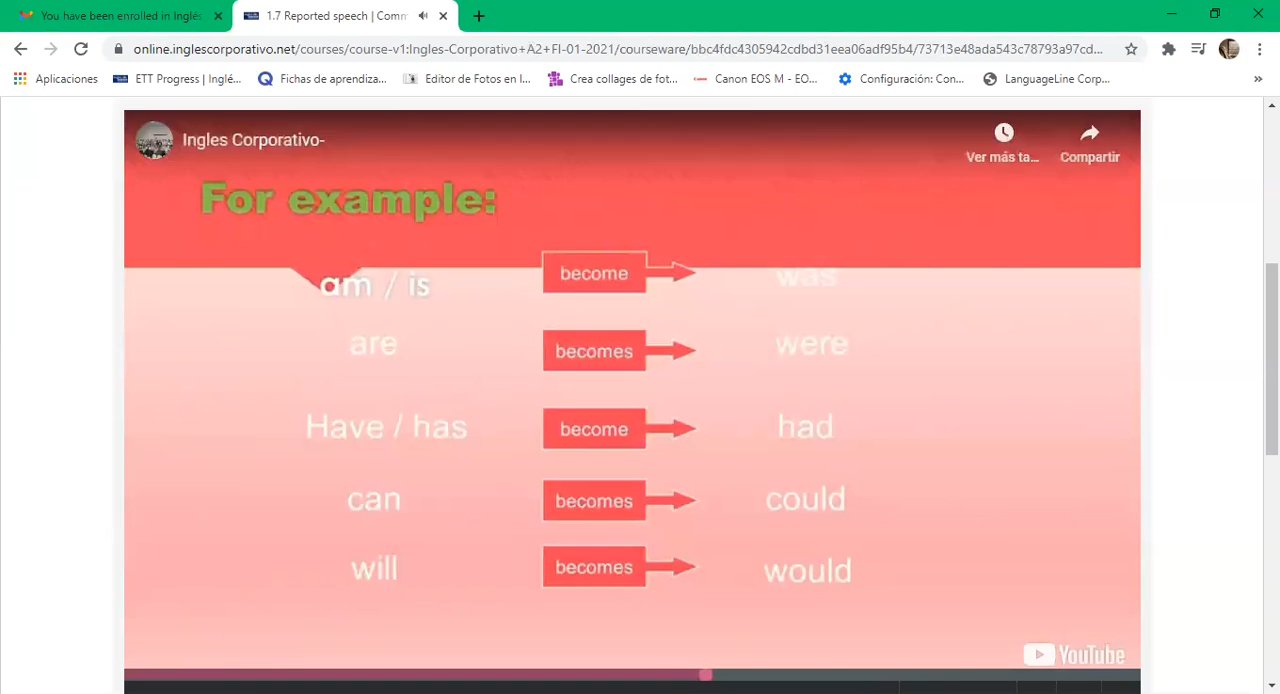 You have been enrolled in Inglés
1.7 Reported speech | Comm
online.inglescorporativo.net/courses/course-v1:Ingles-Corporativo+A2+FI-01-2021/courseware/bbc4fdc4305942cdbd31eea06adf95b4/73713e48ada543c78793a97cd...
Aplicaciones ETT Progress | Inglé... Fichas de aprendiza... Editor de Fotos en l... Crea collages de fot... Canon EOS M - EO... Configuración: Con... LanguageLine Corp... »
Ingles Corporativo-
Ver más ta... Compartir
For example:
am / is become was
are becomes were
Have / has become had
can becomes could
will becomes would
YouTube